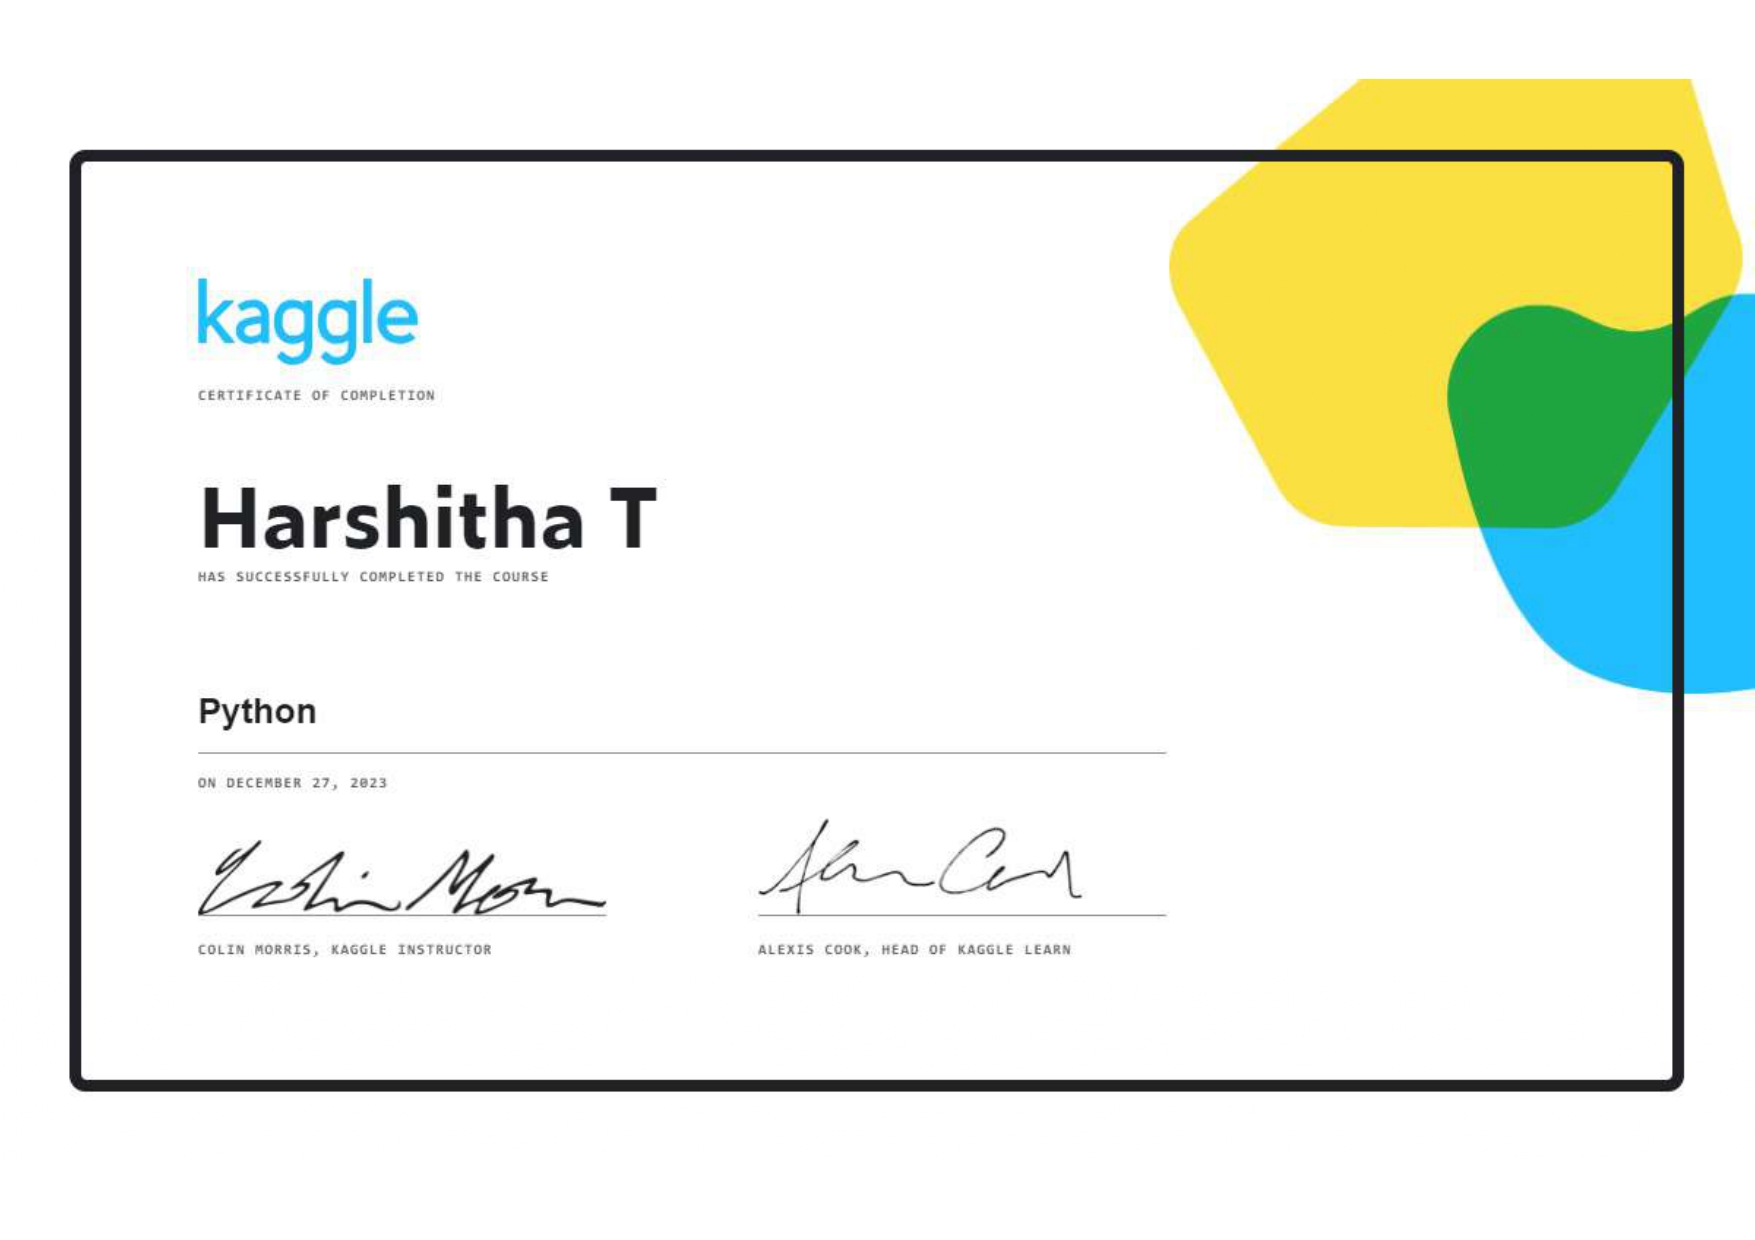 kaggle
CERTIFICATE OF COMPLETION
Harshitha T
HAS SUCCESSFULLY COMPLETED THE COURSE
Python
ON DECEMBER 27, 2023
COLIN MORRIS, KAGGLE INSTRUCTOR
ALEXIS COOK, HEAD OF KAGGLE LEARN